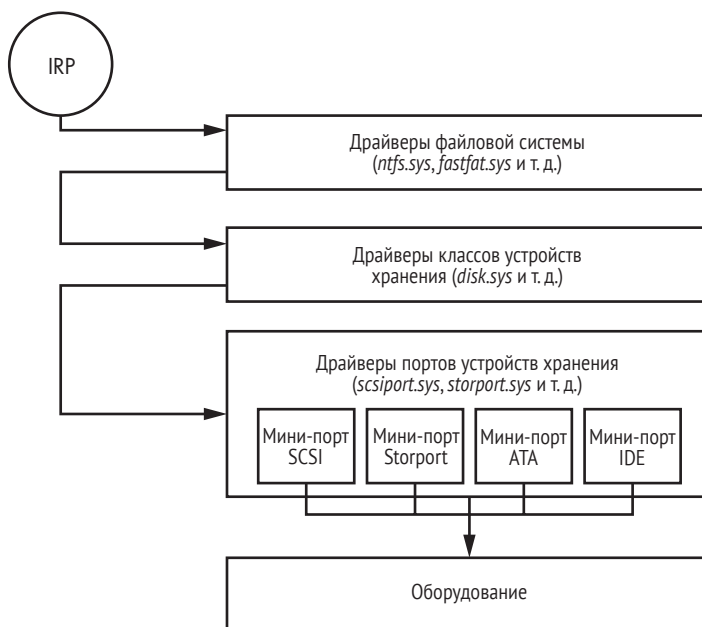 IRP
Драйверы файловой системы
(ntfs.sys, fastfat.sys и т. д.)
Драйверы классов устройств
хранения (disk.sys и т. д.)
Драйверы портов устройств хранения
(scsiport.sys, storport.sys и т. д.)
Мини-порт
SCSI
Мини-порт
Storport
Мини-порт
ATA
Мини-порт
IDE
Оборудование